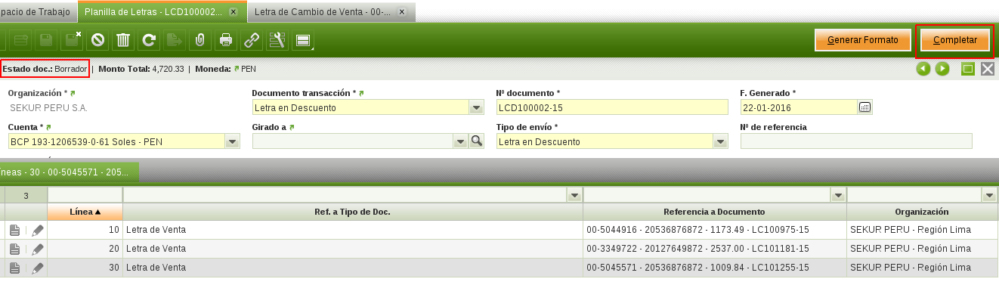 pacio de Trabajo Planilla de Letras - LCD100002... x Letra de Cambio de Venta - 00-... x
Generar Formato Completar
Estado doc.: Borrador | Monto Total: 4,720.33 | Moneda: PEN
Organización * Documento transacción * Nº documento * F. Generado *
SEKUR PERU S.A. Letra en Descuento LCD100002-15 22-01-2016
Cuenta * Girado a Tipo de envío * Nº de referencia
BCP 193-1206539-0-61 Soles - PEN Letra en Descuento
íneas - 30 - 00-5045571 - 205...
3
Línea Ref. a Tipo de Doc. Referencia a Documento Organización
10 Letra de Venta 00-5044916 - 20536876872 - 1173.49 - LC100975-15 SEKUR PERU - Región Lima
20 Letra de Venta 00-3349722 - 20127649872 - 2537.00 - LC101181-15 SEKUR PERU - Región Lima
30 Letra de Venta 00-5045571 - 20536876872 - 1009.84 - LC101255-15 SEKUR PERU - Región Lima